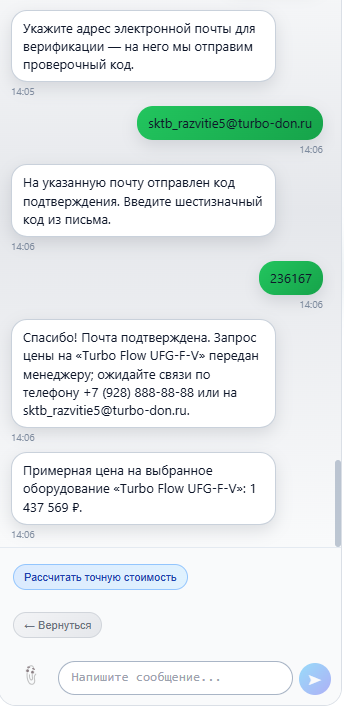 Укажите адрес электронной почты для
верификации — на него мы отправим
проверочный код.
14:05
sktb_razvitie5@turbo-don.ru
14:06
На указанную почту отправлен код
подтверждения. Введите шестизначный
код из письма.
14:06
236167
14:06
Спасибо! Почта подтверждена. Запрос
цены на «Turbo Flow UFG-F-V» передан
менеджеру; ожидайте связи по
телефону +7 (928) 888-88-88 или на
sktb_razvitie5@turbo-don.ru.
14:06
Примерная цена на выбранное
оборудование «Turbo Flow UFG-F-V»: 1
437 569 ₽.
14:06
Рассчитать точную стоимость
← Вернуться
Напишите сообщение...